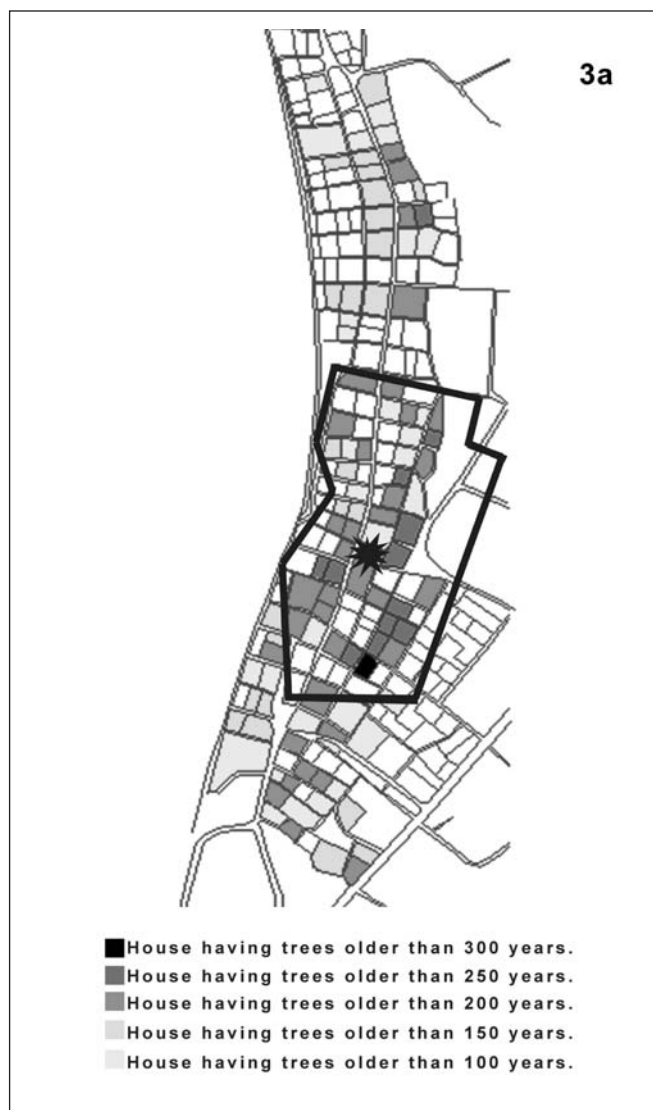 3a
House having trees older than 300 years.
House having trees older than 250 years.
House having trees older than 200 years.
House having trees older than 150 years.
House having trees older than 100 years.